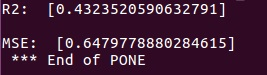 R2:  [0.4323520590632791]
MSE:  [0.6479778880284615]
 *** End of PONE